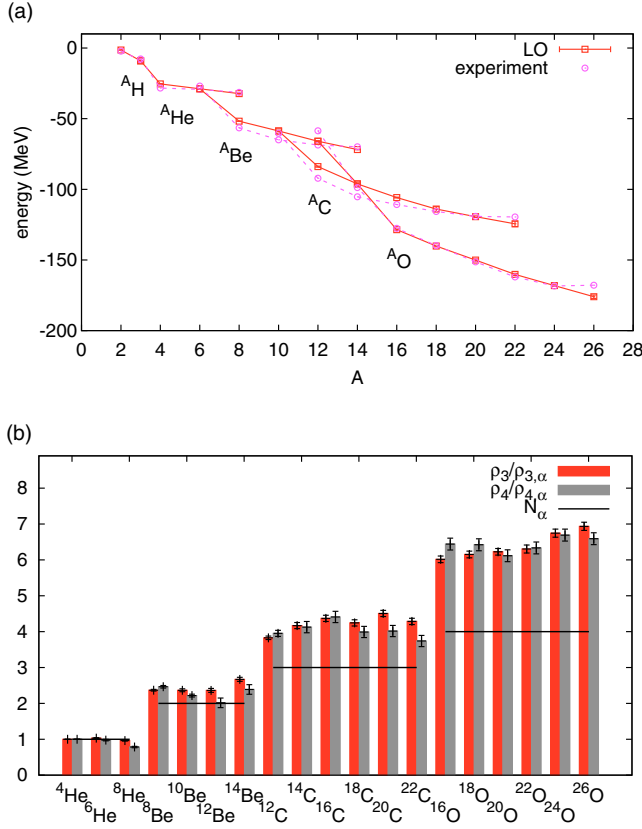 (a)
0
-50
-100
-150
-200
energy (MeV)
LO
experiment
ᴬH
ᴬHe
ᴬBe
ᴬC
ᴬO
0 2 4 6 8 10 12 14 16 18 20 22 24 26 28
A
(b)
8
7
6
5
4
3
2
1
0
ρ₃/ρ₃,α
ρ₄/ρ₄,α
Nα
⁴He ⁸He ¹⁰Be ¹⁴Be ¹⁴C ¹⁸C ²²C ¹⁸O ²²O ²⁶O
⁶He ⁸Be ¹²Be ¹²C ¹⁶C ²⁰C ¹⁶O ²⁰O ²⁴O